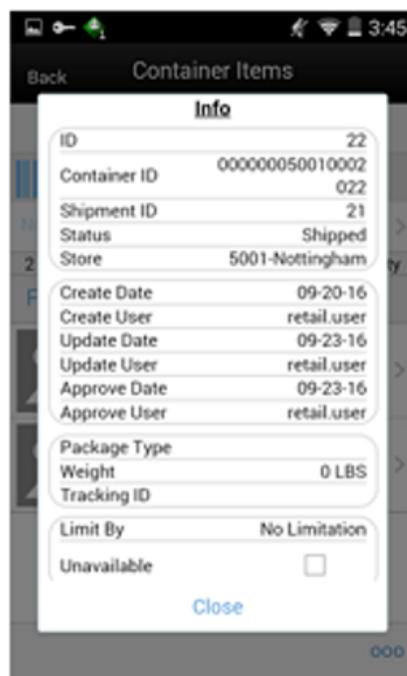 3:45
Back Container Items
Info
ID 22
Container ID 000000050010002
022
Shipment ID 21
Status Shipped
Store 5001-Nottingham
2
ty
Create Date 09-20-16
Create User retail.user
Update Date 09-23-16
Update User retail.user
Approve Date 09-23-16
Approve User retail.user
Package Type
Weight 0 LBS
Tracking ID
Limit By No Limitation
Unavailable
Close